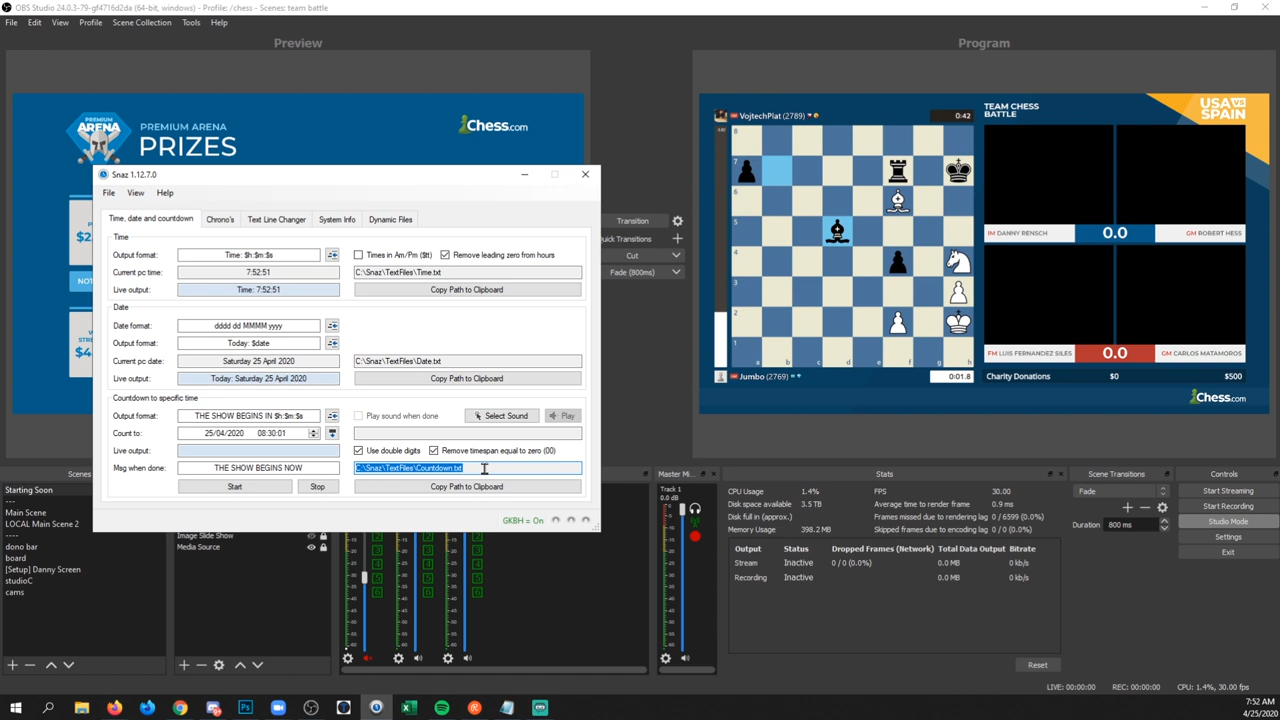 OBS Studio 24.0.3-79-gf4716d2da (64-bit, windows) - Profile: /chess - Scenes: team battle
File Edit View Profile Scene Collection Tools Help
Preview
Program
PREMIUM ARENA
PREMIUM ARENA
PRIZES
Chess.com
$2
NOT
$4
Snaz 1.12.7.0
File View Help
Time, date and countdown Chrono's Text Line Changer System Info Dynamic Files
Time
Output format: Time: $h:$m:$s Times in Am/Pm ($tt) Remove leading zero from hours
Current pc time: 7:52:51 C:\Snaz\TextFiles\Time.txt
Live output: Time: 7:52:51 Copy Path to Clipboard
Date
Date format: dddd dd MMMM yyyy
Output format: Today: $date
Current pc date: Saturday 25 April 2020 C:\Snaz\TextFiles\Date.txt
Live output: Today: Saturday 25 April 2020 Copy Path to Clipboard
Countdown to specific time
Output format: THE SHOW BEGINS IN $h:$m:$s Play sound when done Select Sound Play
Count to: 25/04/2020 08:30:01
Live output: Use double digits Remove timespan equal to zero (00)
Msg when done: THE SHOW BEGINS NOW C:\Snaz\TextFiles\Countdown.txt
Start Stop Copy Path to Clipboard
GKBH = On
Transition
Quick Transitions
Cut
Fade (800ms)
VojtechPlat (2789) 0:42
8
7
6
5
4
3
2
1
a b c d e f g h
Jumbo (2769) 0:01.8
TEAM CHESS
BATTLE
USA VS
SPAIN
IM DANNY RENSCH 0.0 GM ROBERT HESS
FM LUIS FERNANDEZ SILES 0.0 GM CARLOS MATAMOROS
Charity Donations $0 $500
Chess.com
Scenes
Starting Soon
---
Main Scene
LOCAL Main Scene 2
---
dono bar
board
[Setup] Danny Screen
studioC
cams
Image Slide Show
Media Source
Master Mi...
Track 1
0.0 dB
Stats
CPU Usage 1.4%
Disk space available 3.5 TB
Disk full in (approx.)
Memory Usage 398.2 MB
FPS 30.00
Average time to render frame 0.9 ms
Frames missed due to rendering lag 0 / 6599 (0.0%)
Skipped frames due to encoding lag 0 / 0 (0.0%)
Output Status Dropped Frames (Network) Total Data Output Bitrate
Stream Inactive 0 / 0 (0.0%) 0.0 MB 0 kb/s
Recording Inactive 0.0 MB 0 kb/s
Reset
Scene Transitions
Fade
Duration 800 ms
Controls
Start Streaming
Start Recording
Studio Mode
Settings
Exit
LIVE: 00:00:00 REC: 00:00:00 CPU: 1.4%, 30.00 fps
7:52 AM
4/25/2020